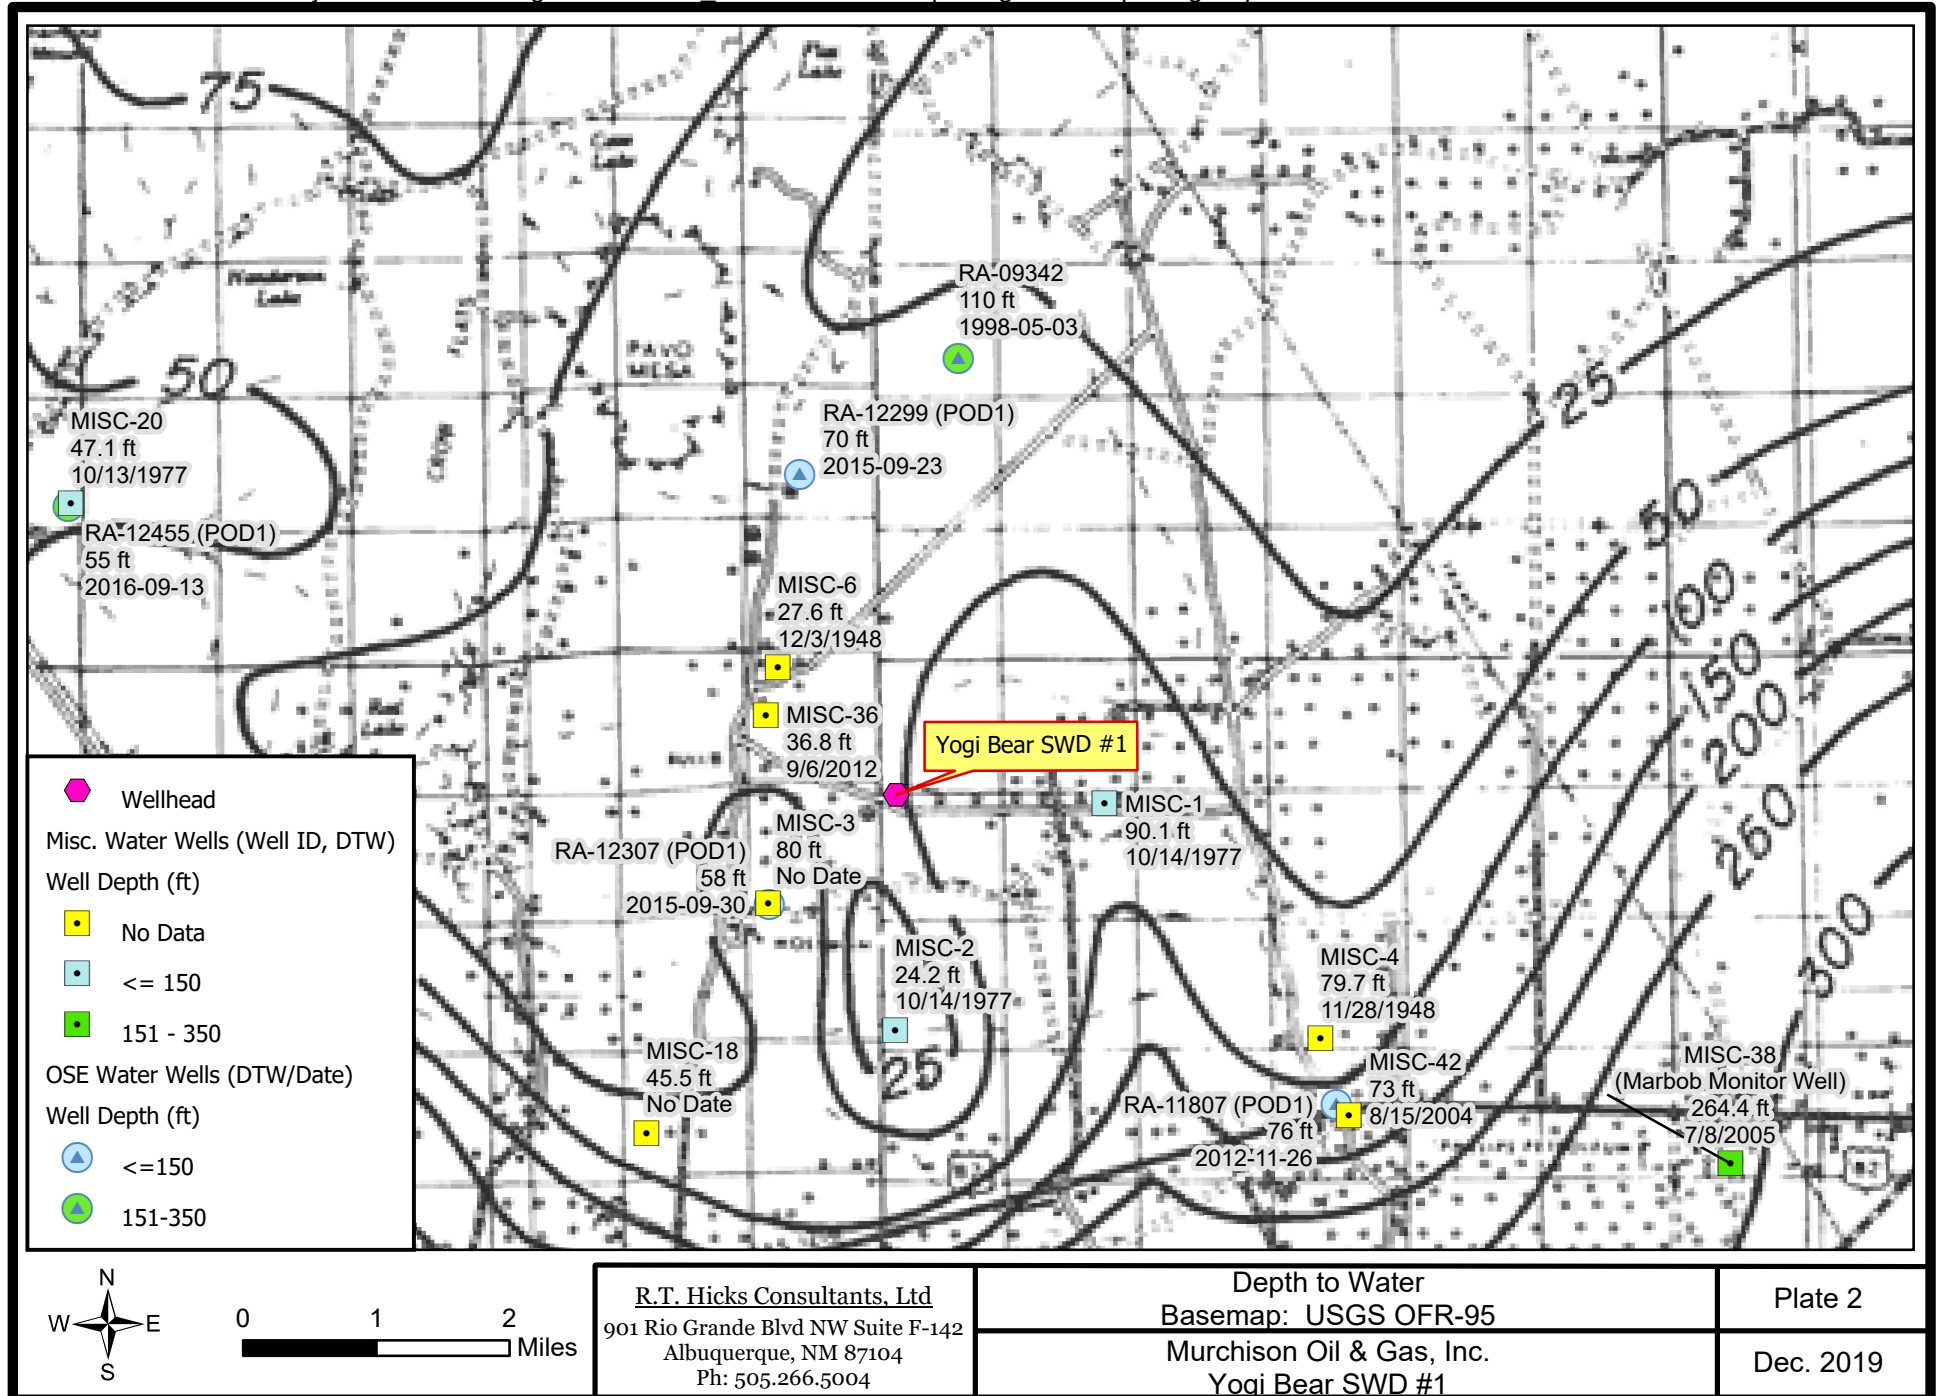 75
Lake
Lake
RA-09342
110 ft
1998-05-03
PAVO
MESA
50
25
MISC-20
47.1 ft
10/13/1977
RA-12299 (POD1)
70 ft
2015-09-23
RA-12455 (POD1)
55 ft
2016-09-13
50
MISC-6
27.6 ft
12/3/1948
100
150
MISC-36
36.8 ft
9/6/2012
Yogi Bear SWD #1
200
MISC-1
90.1 ft
10/14/1977
260
MISC-3
80 ft
No Date
RA-12307 (POD1)
58 ft
2015-09-30
300
MISC-2
24.2 ft
10/14/1977
25
MISC-4
79.7 ft
11/28/1948
MISC-18
45.5 ft
No Date
MISC-42
73 ft
8/15/2004
RA-11807 (POD1)
76 ft
2012-11-26
MISC-38
(Marbob Monitor Well)
264.4 ft
7/8/2005
Wellhead
Misc. Water Wells (Well ID, DTW)
Well Depth (ft)
No Data
<= 150
151 - 350
OSE Water Wells (DTW/Date)
Well Depth (ft)
<=150
151-350
N
W E
S
0 1 2
Miles
R.T. Hicks Consultants, Ltd
901 Rio Grande Blvd NW Suite F-142
Albuquerque, NM 87104
Ph: 505.266.5004
Depth to Water
Basemap: USGS OFR-95
Murchison Oil & Gas, Inc.
Yogi Bear SWD #1
Plate 2
Dec. 2019